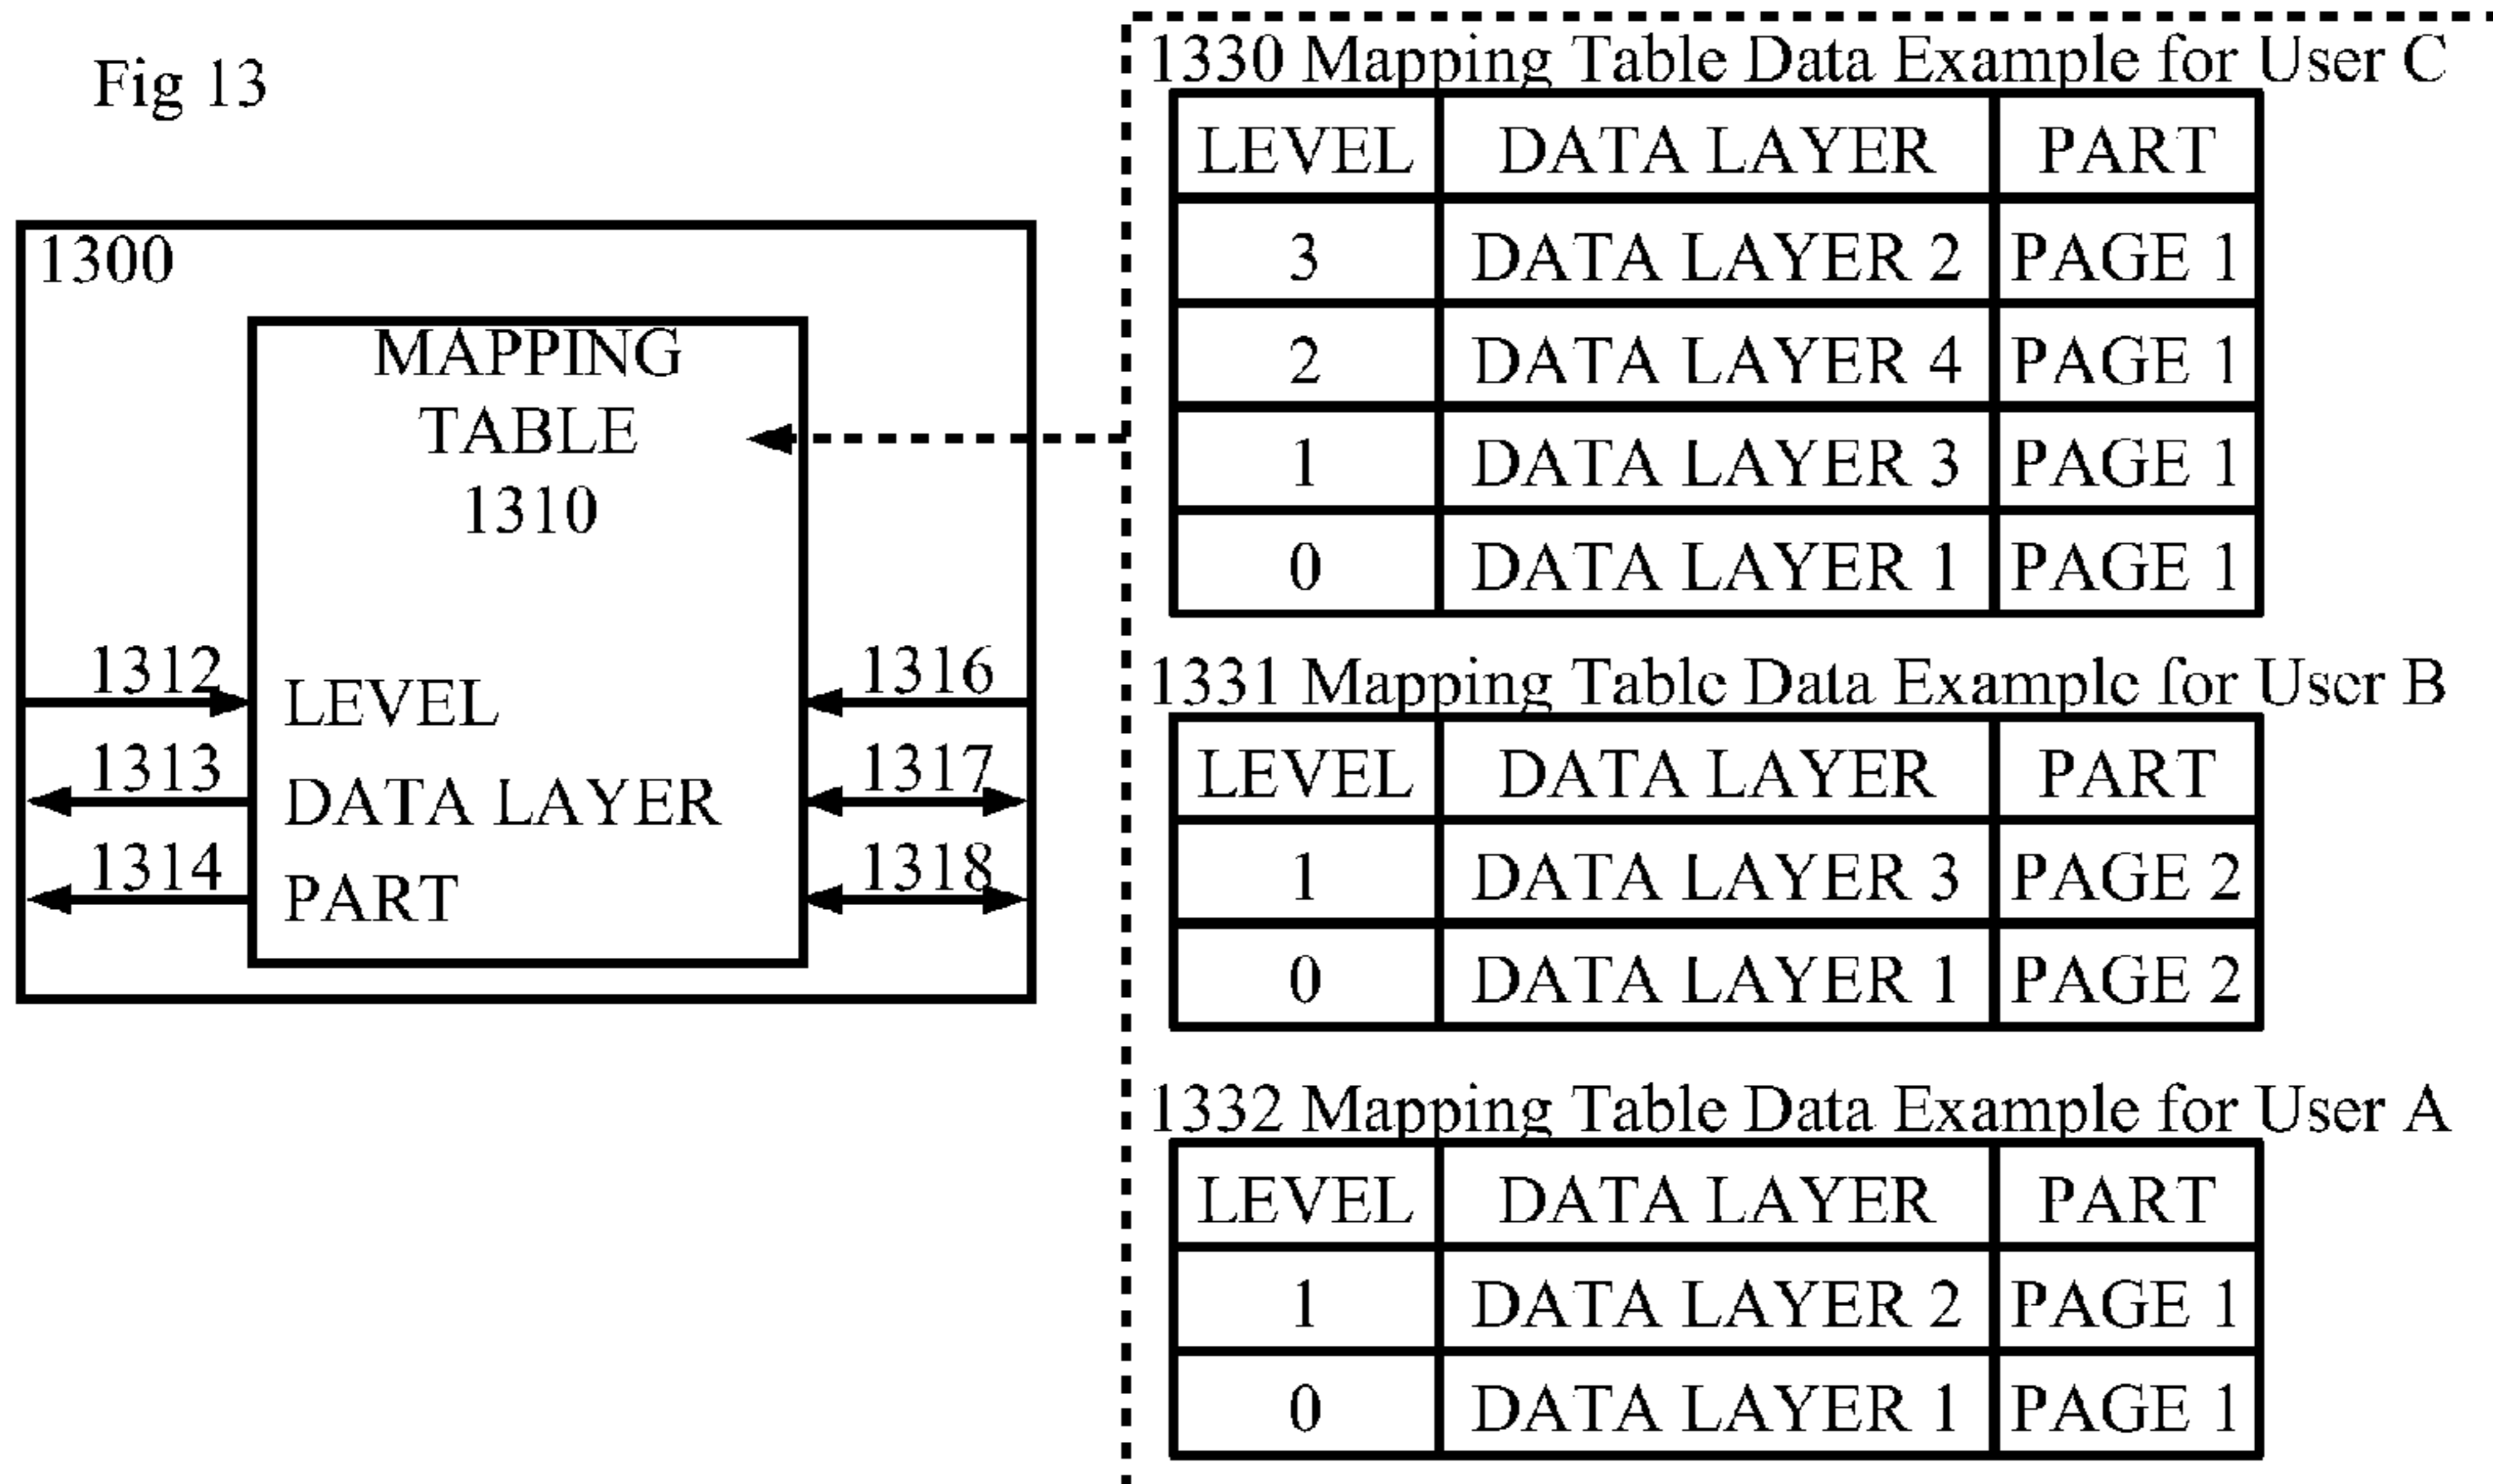 Fig 13
1300
MAPPING
TABLE
1310
1312
LEVEL
1316
1313
DATA LAYER
1317
1314
PART
1318
1330 Mapping Table Data Example for User C
LEVEL DATA LAYER PART
3 DATA LAYER 2 PAGE 1
2 DATA LAYER 4 PAGE 1
1 DATA LAYER 3 PAGE 1
0 DATA LAYER 1 PAGE 1
1331 Mapping Table Data Example for User B
LEVEL DATA LAYER PART
1 DATA LAYER 3 PAGE 2
0 DATA LAYER 1 PAGE 2
1332 Mapping Table Data Example for User A
LEVEL DATA LAYER PART
1 DATA LAYER 2 PAGE 1
0 DATA LAYER 1 PAGE 1